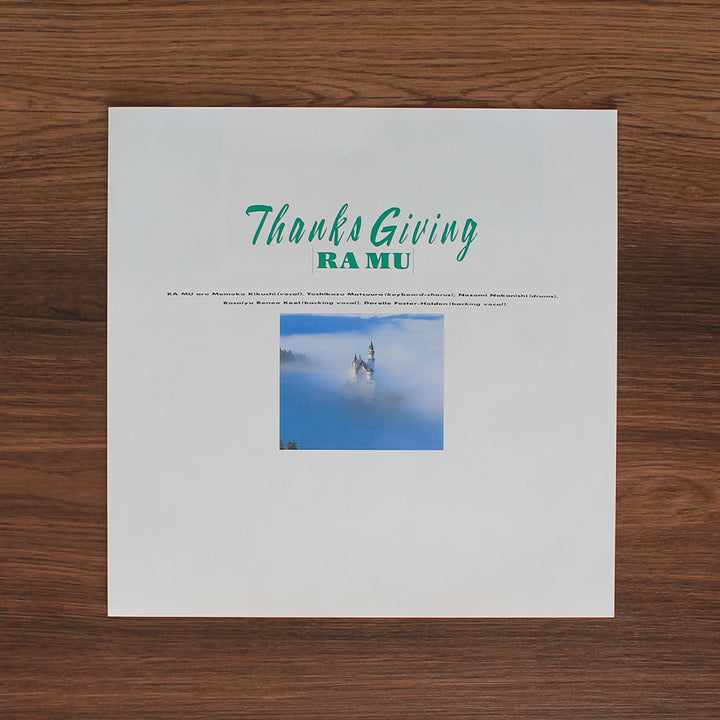 Thanks Giving
RA MU
RA MU are Momoko Kikuchi (vocal), Toshikazu Matsuura (keyboard•chorus), Nozomi Nakanishi (drums),
Rosaiyu Renee Keel (backing vocal), Darelle Foster-Holden (backing vocal)